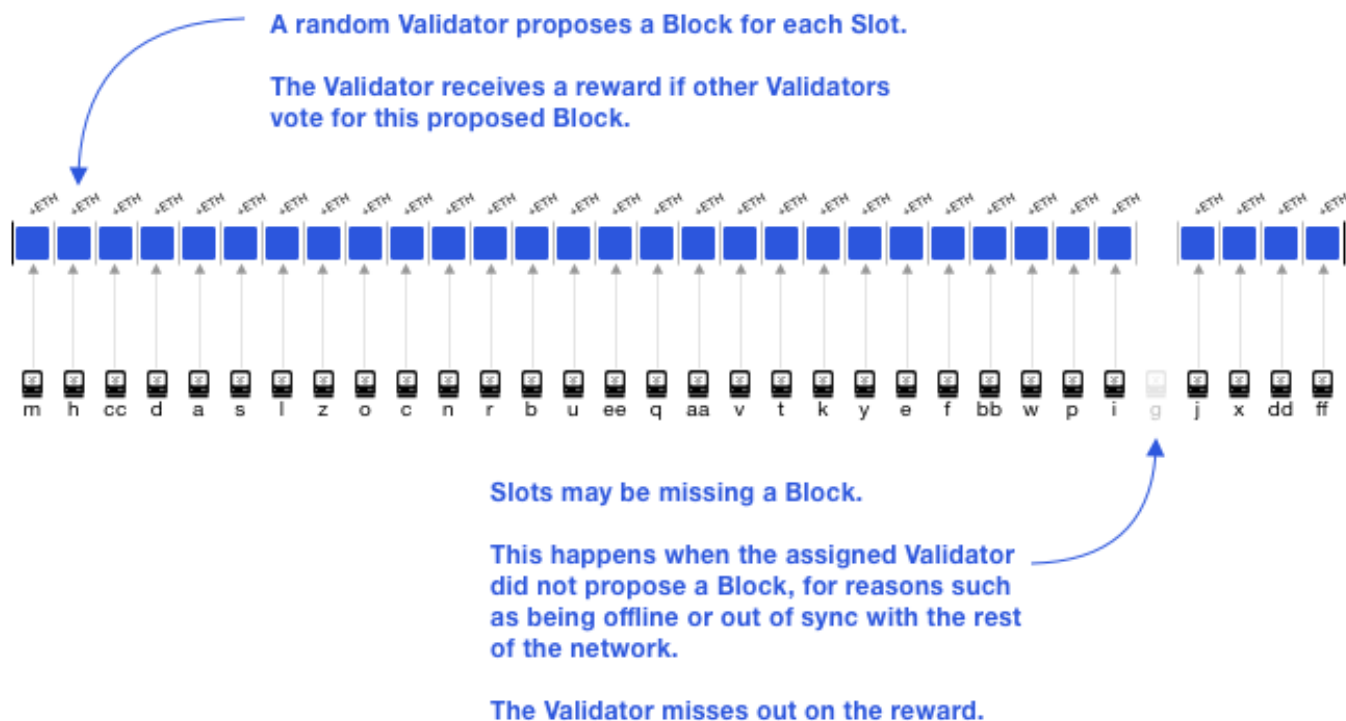 A random Validator proposes a Block for each Slot.
The Validator receives a reward if other Validators
vote for this proposed Block.
+ETH +ETH +ETH +ETH +ETH +ETH +ETH +ETH +ETH +ETH +ETH +ETH +ETH +ETH +ETH +ETH +ETH +ETH +ETH +ETH +ETH +ETH +ETH +ETH +ETH +ETH +ETH +ETH +ETH +ETH +ETH
m h cc d a s l z o c n r b u ee q aa v t k y e f bb w p i g j x dd ff
Slots may be missing a Block.
This happens when the assigned Validator
did not propose a Block, for reasons such
as being offline or out of sync with the rest
of the network.
The Validator misses out on the reward.